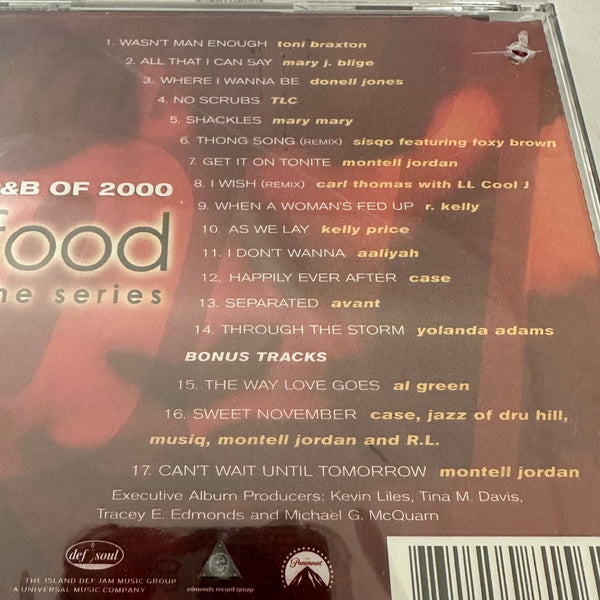 1. WASN'T MAN ENOUGH toni braxton
2. ALL THAT I CAN SAY mary j. blige
3. WHERE I WANNA BE donell jones
4. NO SCRUBS TLC
5. SHACKLES mary mary
6. THONG SONG (REMIX) sisqo featuring foxy brown
7. GET IT ON TONITE montell jordan
&B OF 2000
8. I WISH (REMIX) carl thomas with LL Cool J
9. WHEN A WOMAN'S FED UP r. kelly
food
10. AS WE LAY kelly price
11. I DON'T WANNA aaliyah
12. HAPPILY EVER AFTER case
series
13. SEPARATED avant
14. THROUGH THE STORM yolanda adams
BONUS TRACKS
15. THE WAY LOVE GOES al green
16. SWEET NOVEMBER case, jazz of dru hill,
musiq, montell jordan and R.L.
17. CAN'T WAIT UNTIL TOMORROW montell jordan
Executive Album Producers: Kevin Liles, Tina M. Davis,
Tracey E. Edmonds and Michael G. McQuarn
def soul
Paramount
THE ISLAND DEF JAM MUSIC GROUP
A UNIVERSAL MUSIC COMPANY
edmonds record group